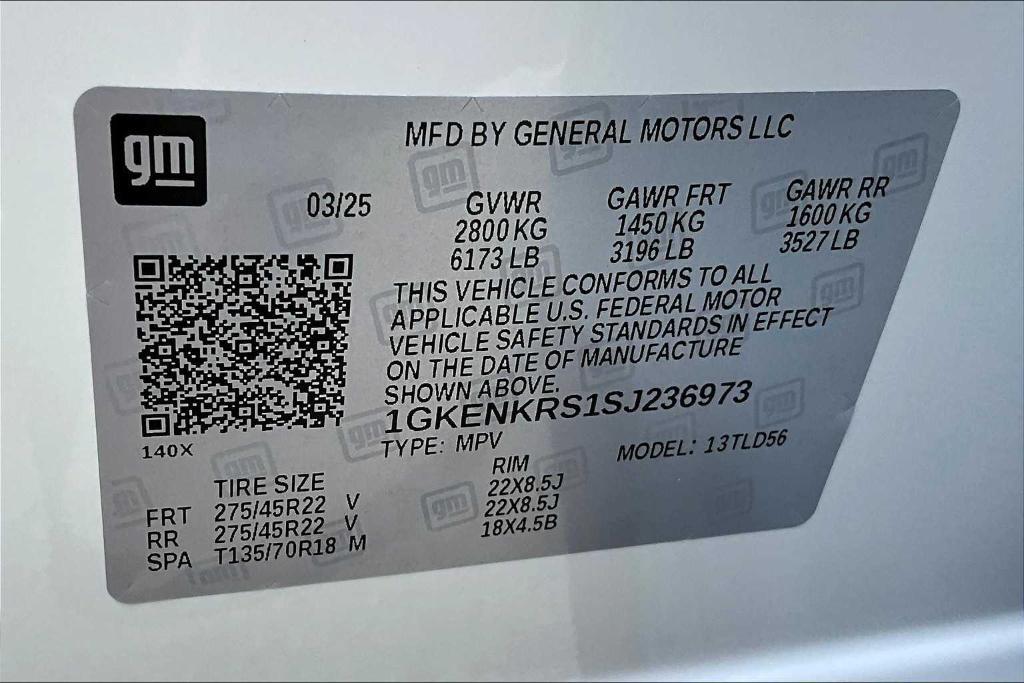 gm
MFD BY GENERAL MOTORS LLC
03/25
GVWR GAWR FRT GAWR RR
2800 KG 1450 KG 1600 KG
6173 LB 3196 LB 3527 LB
THIS VEHICLE CONFORMS TO ALL
APPLICABLE U.S. FEDERAL MOTOR
VEHICLE SAFETY STANDARDS IN EFFECT
ON THE DATE OF MANUFACTURE
SHOWN ABOVE.
1GKENKRS1SJ236973
140X
TYPE: MPV MODEL: 13TLD56
TIRE SIZE RIM
FRT 275/45R22 V 22X8.5J
RR 275/45R22 V 22X8.5J
SPA T135/70R18 M 18X4.5B